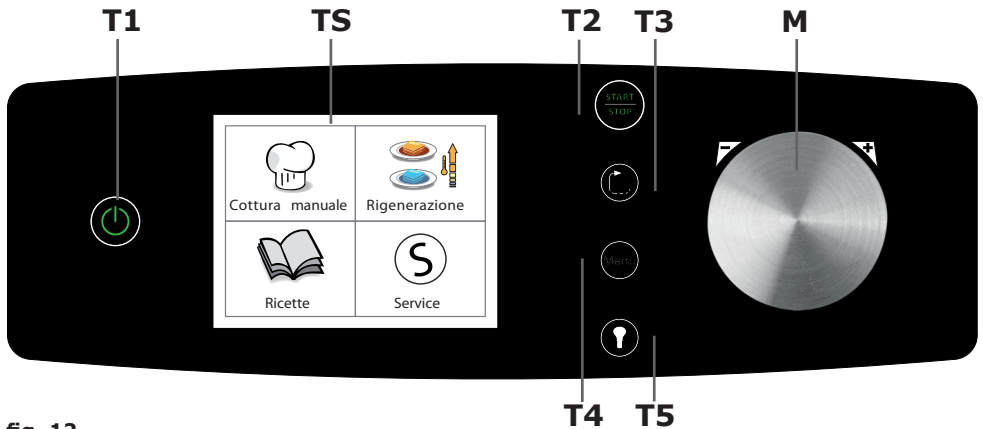 T1 TS T2 T3 M
START
STOP
- +
Cottura manuale Rigenerazione
Menu
Ricette Service
T4 T5
fig. 12